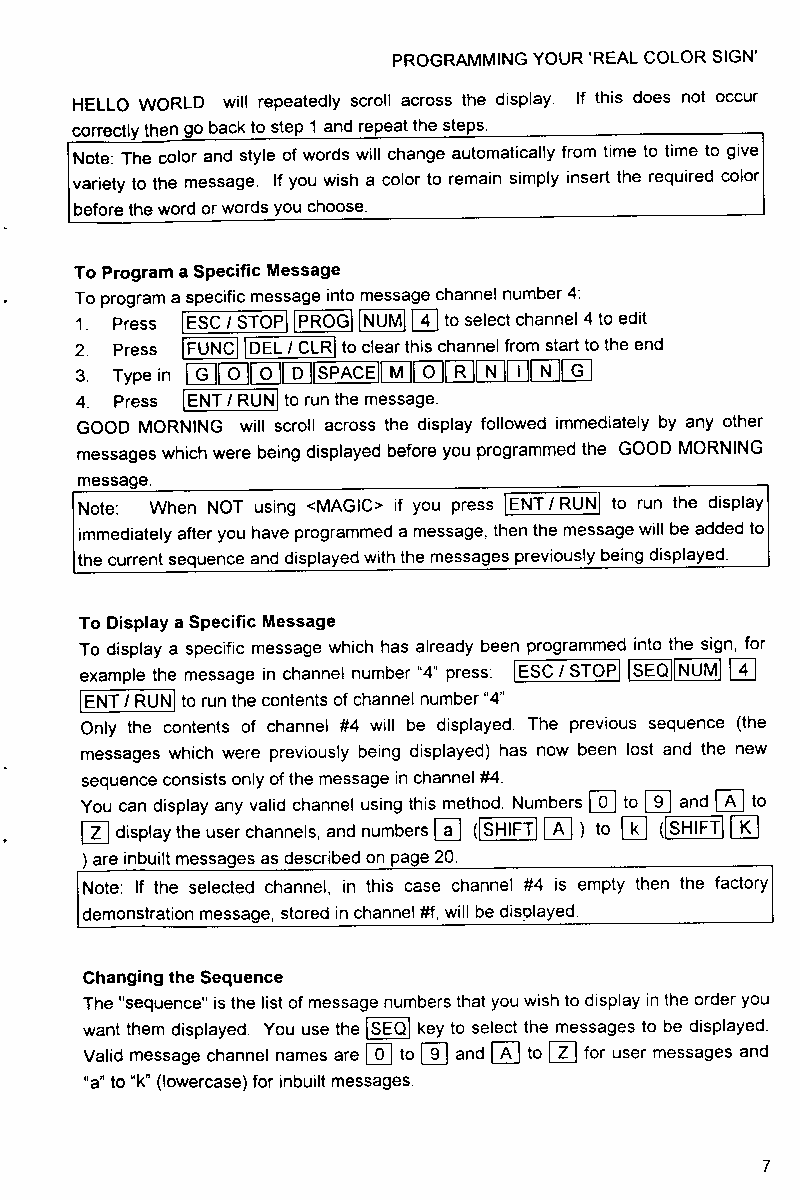 PROGRAMMING YOUR 'REAL COLOR SIGN'
HELLO WORLD will repeatedly scroll across the display. If this does not occur
correctly then go back to step 1 and repeat the steps.
Note: The color and style of words will change automatically from time to time to give
variety to the message. If you wish a color to remain simply insert the required color
before the word or words you choose.
To Program a Specific Message
To program a specific message into message channel number 4:
1. Press ESC / STOP PROG NUM 4 to select channel 4 to edit
2. Press FUNC DEL / CLR to clear this channel from start to the end
3. Type in G O O D SPACE M O R N I N G
4. Press ENT / RUN to run the message.
GOOD MORNING will scroll across the display followed immediately by any other
messages which were being displayed before you programmed the GOOD MORNING
message.
Note: When NOT using <MAGIC> if you press ENT / RUN to run the display
immediately after you have programmed a message, then the message will be added to
the current sequence and displayed with the messages previously being displayed.
To Display a Specific Message
To display a specific message which has already been programmed into the sign, for
example the message in channel number "4" press: ESC / STOP SEQ NUM 4
ENT / RUN to run the contents of channel number "4"
Only the contents of channel #4 will be displayed. The previous sequence (the
messages which were previously being displayed) has now been lost and the new
sequence consists only of the message in channel #4.
You can display any valid channel using this method. Numbers 0 to 9 and A to
Z display the user channels, and numbers a (SHIFT A ) to k (SHIFT K
) are inbuilt messages as described on page 20.
Note: If the selected channel, in this case channel #4 is empty then the factory
demonstration message, stored in channel #f, will be displayed.
Changing the Sequence
The "sequence" is the list of message numbers that you wish to display in the order you
want them displayed. You use the SEQ key to select the messages to be displayed.
Valid message channel names are 0 to 9 and A to Z for user messages and
"a" to "k" (lowercase) for inbuilt messages.
7